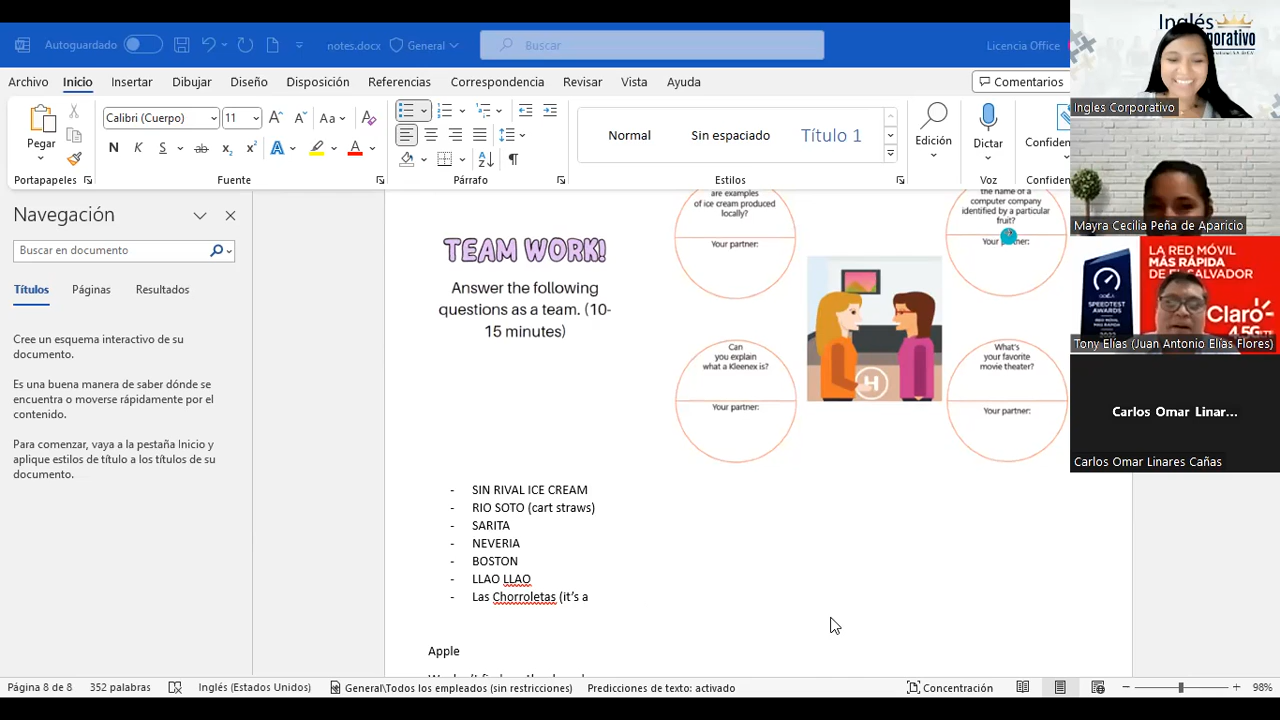 Autoguardado
notes.docx
General
Buscar
Licencia Office
Archivo
Inicio
Insertar
Dibujar
Diseño
Disposición
Referencias
Correspondencia
Revisar
Vista
Ayuda
Comentarios
Pegar
Calibri (Cuerpo)
11
Normal
Sin espaciado
Título 1
Edición
Dictar
Confiden
Portapapeles
Fuente
Párrafo
Estilos
Voz
Confiden
Navegación
Buscar en documento
Títulos
Páginas
Resultados
Cree un esquema interactivo de su
documento.
Es una buena manera de saber dónde se
encuentra o moverse rápidamente por el
contenido.
Para comenzar, vaya a la pestaña Inicio y
aplique estilos de título a los títulos de su
documento.
TEAM WORK!
Answer the following
questions as a team. (10-
15 minutes)
are examples
of ice cream produced
locally?
Your partner:
the name of a
computer company
identified by a particular
fruit?
Can
you explain
what a Kleenex is?
Your partner:
What's
your favorite
movie theater?
Your partner:
- SIN RIVAL ICE CREAM
- RIO SOTO (cart straws)
- SARITA
- NEVERIA
- BOSTON
- LLAO LLAO
- Las Chorroletas (it's a
Apple
Inglés
Ingles Corporativo
Mayra Cecilia Peña de Aparicio
LA RED MÓVIL
MÁS RÁPIDA
DE EL SALVADOR
SPEEDTEST
AWARDS
Claro
4.5G
Tony Elías (Juan Antonio Elías Flores)
Carlos Omar Linar...
Carlos Omar Linares Cañas
Página 8 de 8
352 palabras
Inglés (Estados Unidos)
General\Todos los empleados (sin restricciones)
Predicciones de texto: activado
Concentración
98%